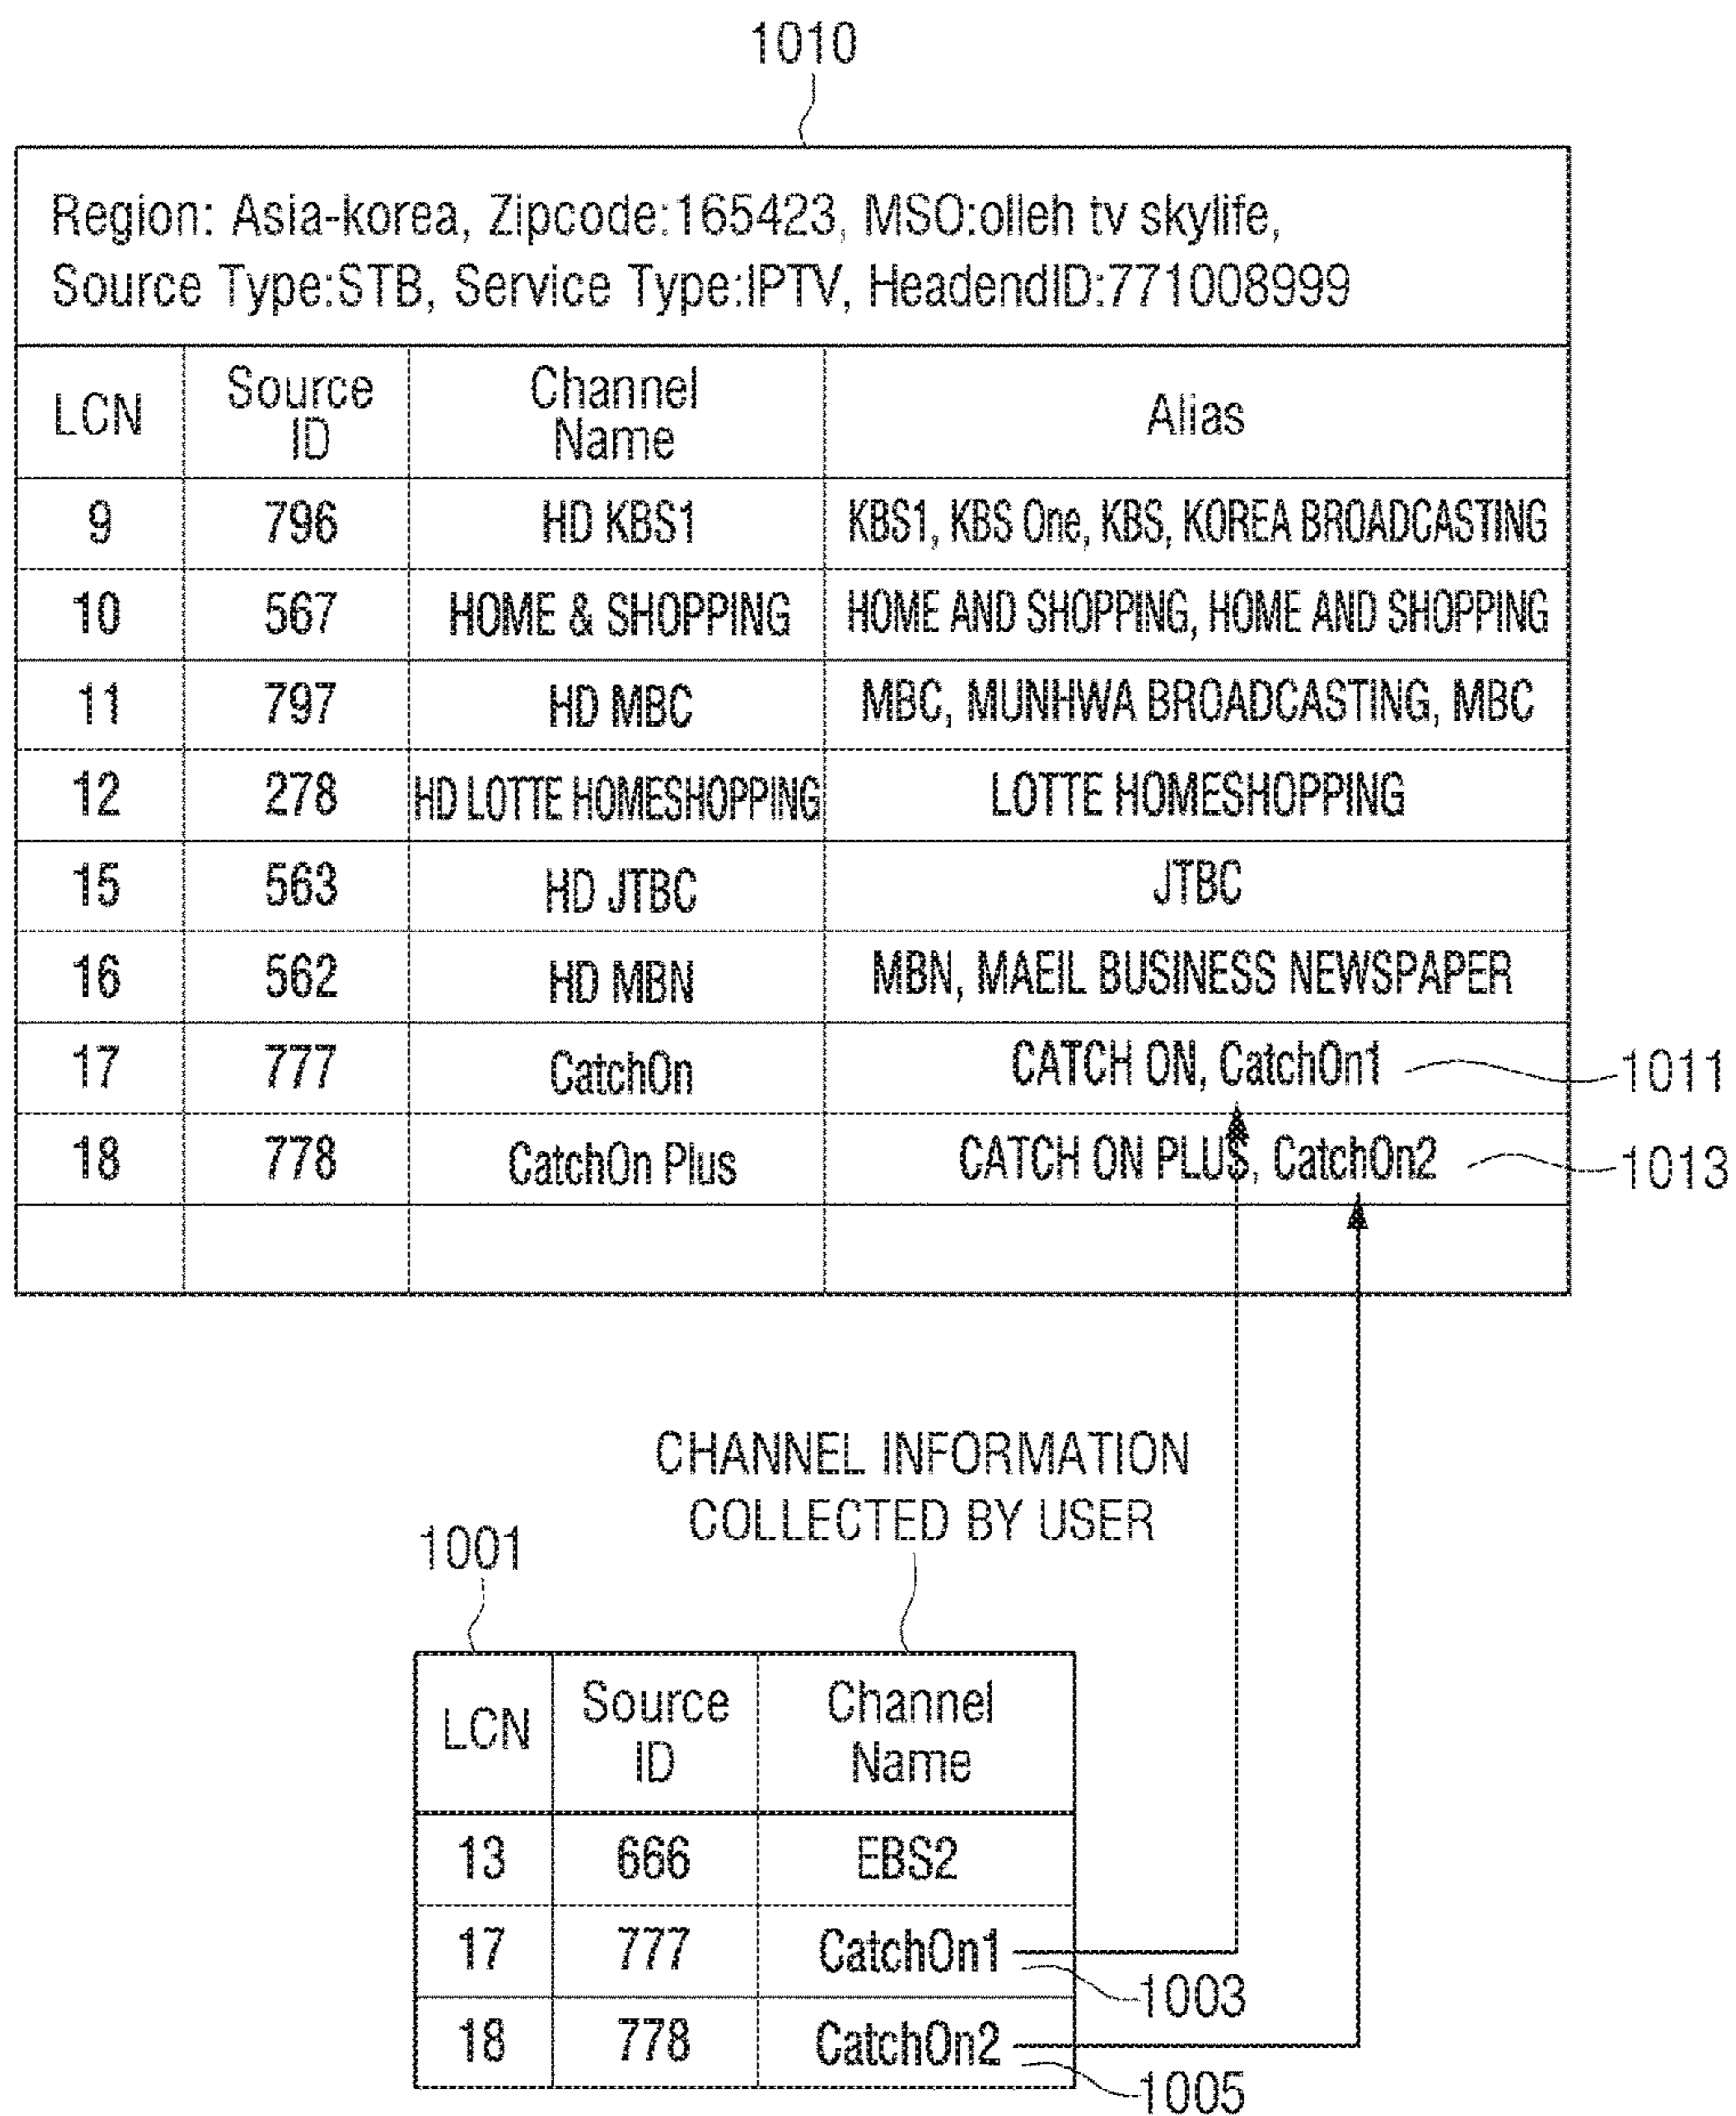 1010
Region: Asia-korea, Zipcode:165423, MSO:olleh tv skylife,
Source Type:STB, Service Type:IPTV, HeadendID:771008999
LCN Source ID Channel Name Alias
9 796 HD KBS1 KBS1, KBS One, KBS, KOREA BROADCASTING
10 567 HOME & SHOPPING HOME AND SHOPPING, HOME AND SHOPPING
11 797 HD MBC MBC, MUNHWA BROADCASTING, MBC
12 278 HD LOTTE HOMESHOPPING LOTTE HOMESHOPPING
15 563 HD JTBC JTBC
16 562 HD MBN MBN, MAEIL BUSINESS NEWSPAPER
17 777 CatchOn CATCH ON, CatchOn1 1011
18 778 CatchOn Plus CATCH ON PLUS, CatchOn2 1013
CHANNEL INFORMATION
COLLECTED BY USER
1001
LCN Source ID Channel Name
13 666 EBS2
17 777 CatchOn1
1003
18 778 CatchOn2
1005